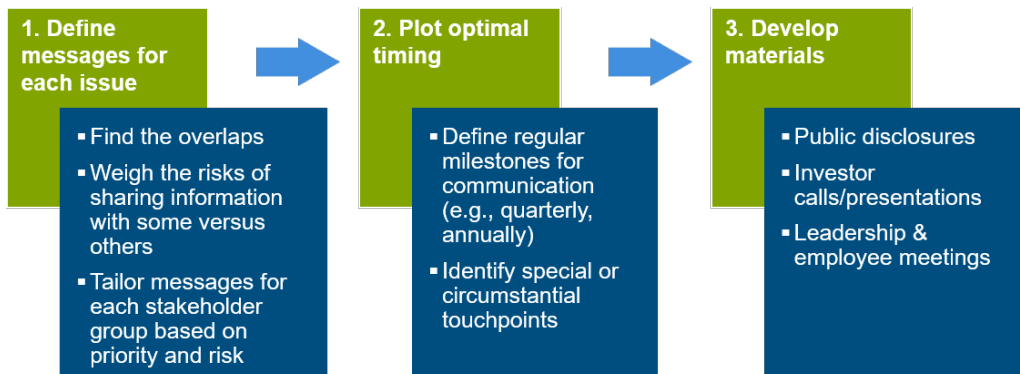 1. Define
messages for
each issue
▪ Find the overlaps
▪ Weigh the risks of
sharing information
with some versus
others
▪ Tailor messages for
each stakeholder
group based on
priority and risk
2. Plot optimal
timing
▪ Define regular
milestones for
communication
(e.g., quarterly,
annually)
▪ Identify special or
circumstantial
touchpoints
3. Develop
materials
▪ Public disclosures
▪ Investor
calls/presentations
▪ Leadership &
employee meetings